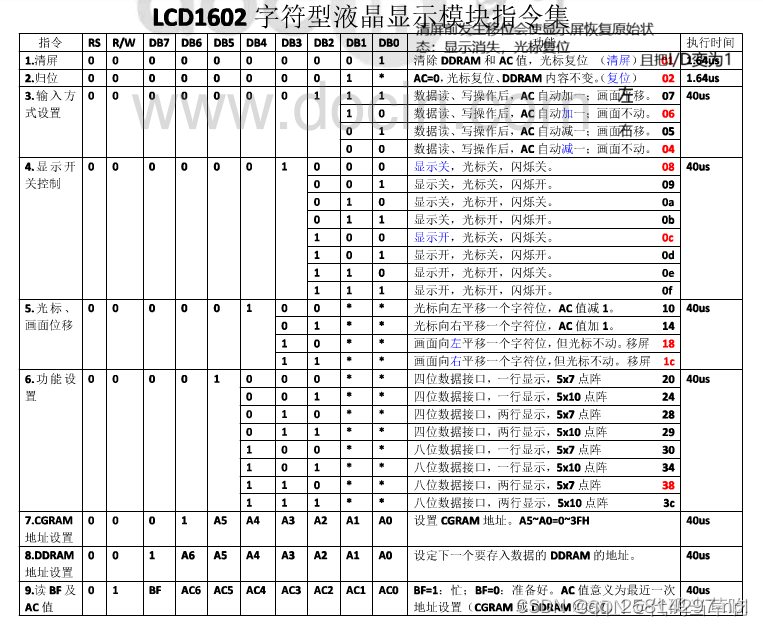 LCD1602 字符型液晶显示模块指令集
清屏前发生移位会使显示屏恢复原始状
态：显示消失，光标复位
且把I/D变为1
指令 RS R/W DB7 DB6 DB5 DB4 DB3 DB2 DB1 DB0 功能 执行时间
1.清屏 0 0 0 0 0 0 0 0 0 1 清除 DDRAM 和 AC 值，光标复位 （清屏） 01 1.64us
2.归位 0 0 0 0 0 0 0 0 1 * AC=0，光标复位、DDRAM 内容不变。（复位） 02 1.64us
3.输入方式设置 0 0 0 0 0 0 0 1 1 1 数据读、写操作后，AC 自动加一；画面左移。 07 40us
1 0 数据读、写操作后，AC 自动加一；画面不动。 06
0 1 数据读、写操作后，AC 自动减一；画面右移。 05
0 0 数据读、写操作后，AC 自动减一；画面不动。 04
4.显示开关控制 0 0 0 0 0 0 1 0 0 0 显示关，光标关，闪烁关。 08 40us
0 0 1 显示关，光标关，闪烁开。 09
0 1 0 显示关，光标开，闪烁关。 0a
0 1 1 显示关，光标开，闪烁开。 0b
1 0 0 显示开，光标关，闪烁关。 0c
1 0 1 显示开，光标关，闪烁开。 0d
1 1 0 显示开，光标开，闪烁关。 0e
1 1 1 显示开，光标开，闪烁开。 0f
5.光标、画面位移 0 0 0 0 0 1 0 0 * * 光标向左平移一个字符位，AC 值减 1。 10 40us
0 1 * * 光标向右平移一个字符位，AC 值加 1。 14
1 0 * * 画面向左平移一个字符位，但光标不动。移屏 18
1 1 * * 画面向右平移一个字符位，但光标不动。移屏 1c
6.功能设置 0 0 0 0 1 0 0 0 * * 四位数据接口，一行显示，5x7 点阵 20 40us
0 0 1 * * 四位数据接口，一行显示，5x10 点阵 24
0 1 0 * * 四位数据接口，两行显示，5x7 点阵 28
0 1 1 * * 四位数据接口，两行显示，5x10 点阵 29
1 0 0 * * 八位数据接口，一行显示，5x7 点阵 30
1 0 1 * * 八位数据接口，一行显示，5x10 点阵 34
1 1 0 * * 八位数据接口，两行显示，5x7 点阵 38
1 1 1 * * 八位数据接口，两行显示，5x10 点阵 3c
7.CGRAM 地址设置 0 0 0 1 A5 A4 A3 A2 A1 A0 设置 CGRAM 地址。A5~A0=0~3FH 40us
8.DDRAM 地址设置 0 0 1 A6 A5 A4 A3 A2 A1 A0 设定下一个要存入数据的 DDRAM 的地址。 40us
9.读 BF 及 AC 值 0 1 BF AC6 AC5 AC4 AC3 AC2 AC1 AC0 BF=1：忙；BF=0：准备好。AC 值意义为最近一次 40us
地址设置（CGRAM 或 DDRAM